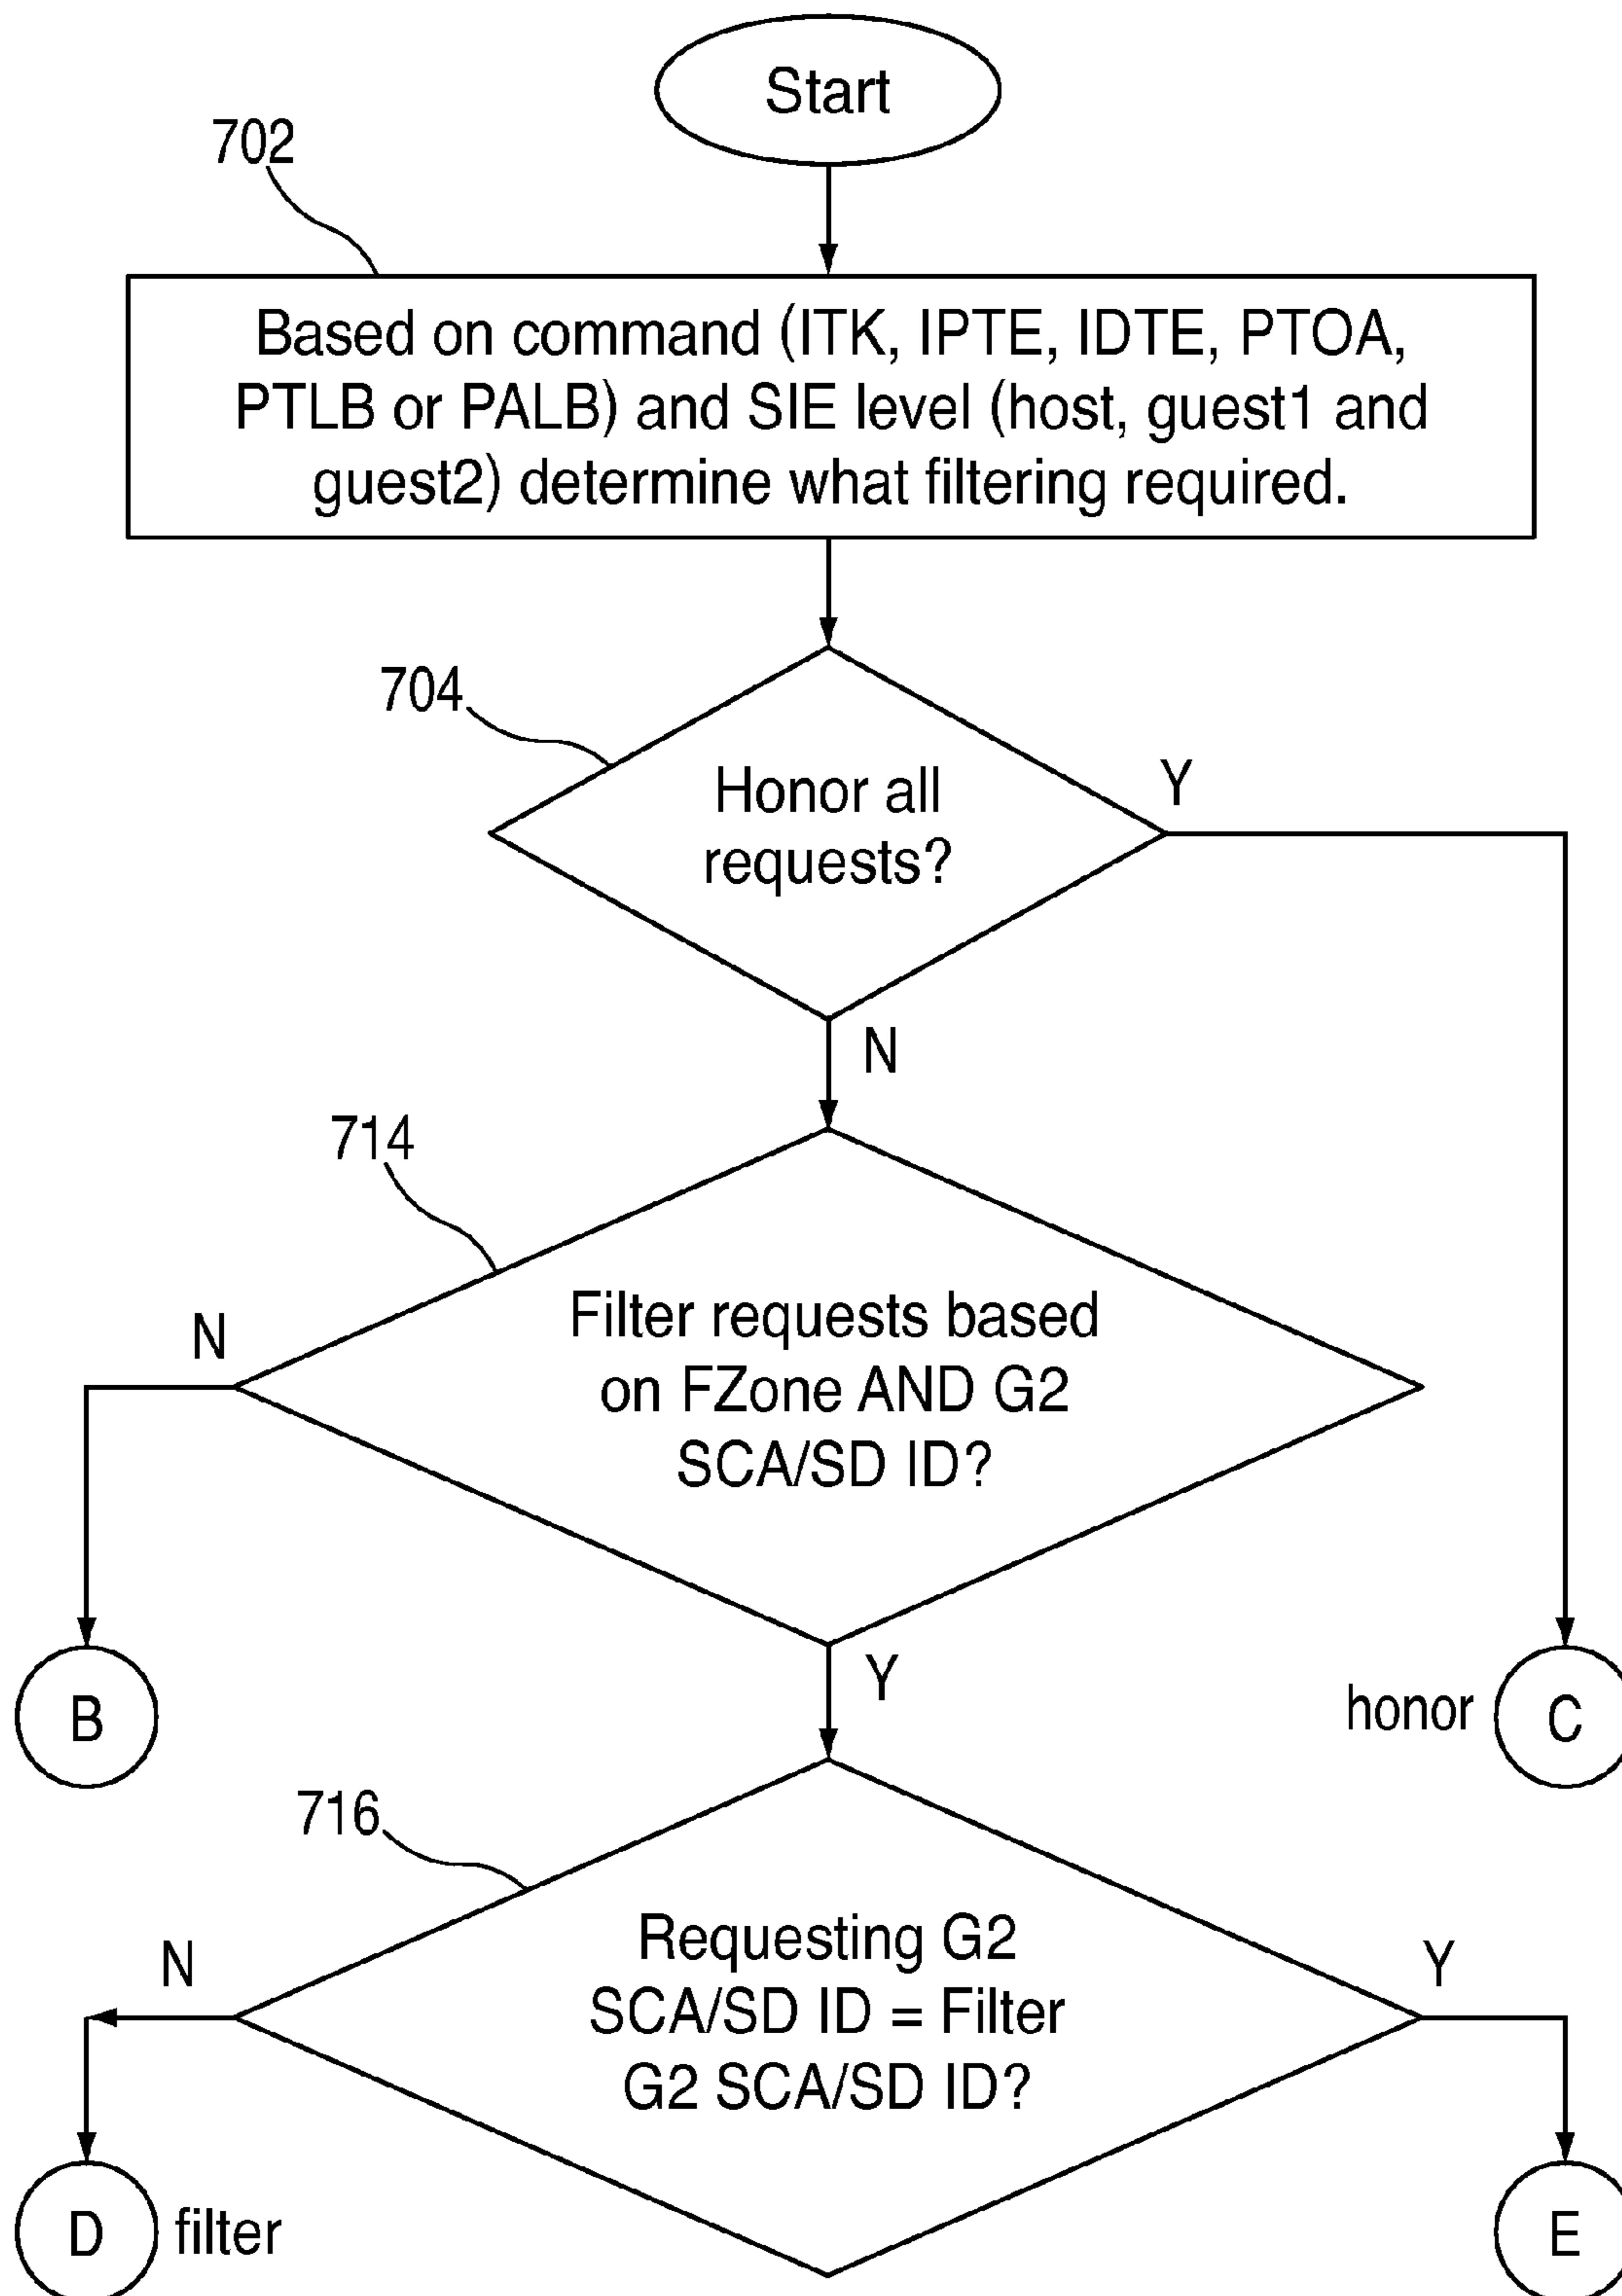 Start
702
Based on command (ITK, IPTE, IDTE, PTOA,
PTLB or PALB) and SIE level (host, guest1 and
guest2) determine what filtering required.
704
Honor all
requests?
Y
N
714
Filter requests based
on FZone AND G2
SCA/SD ID?
N
Y
B
honor
C
716
Requesting G2
SCA/SD ID = Filter
G2 SCA/SD ID?
N
Y
D
filter
E